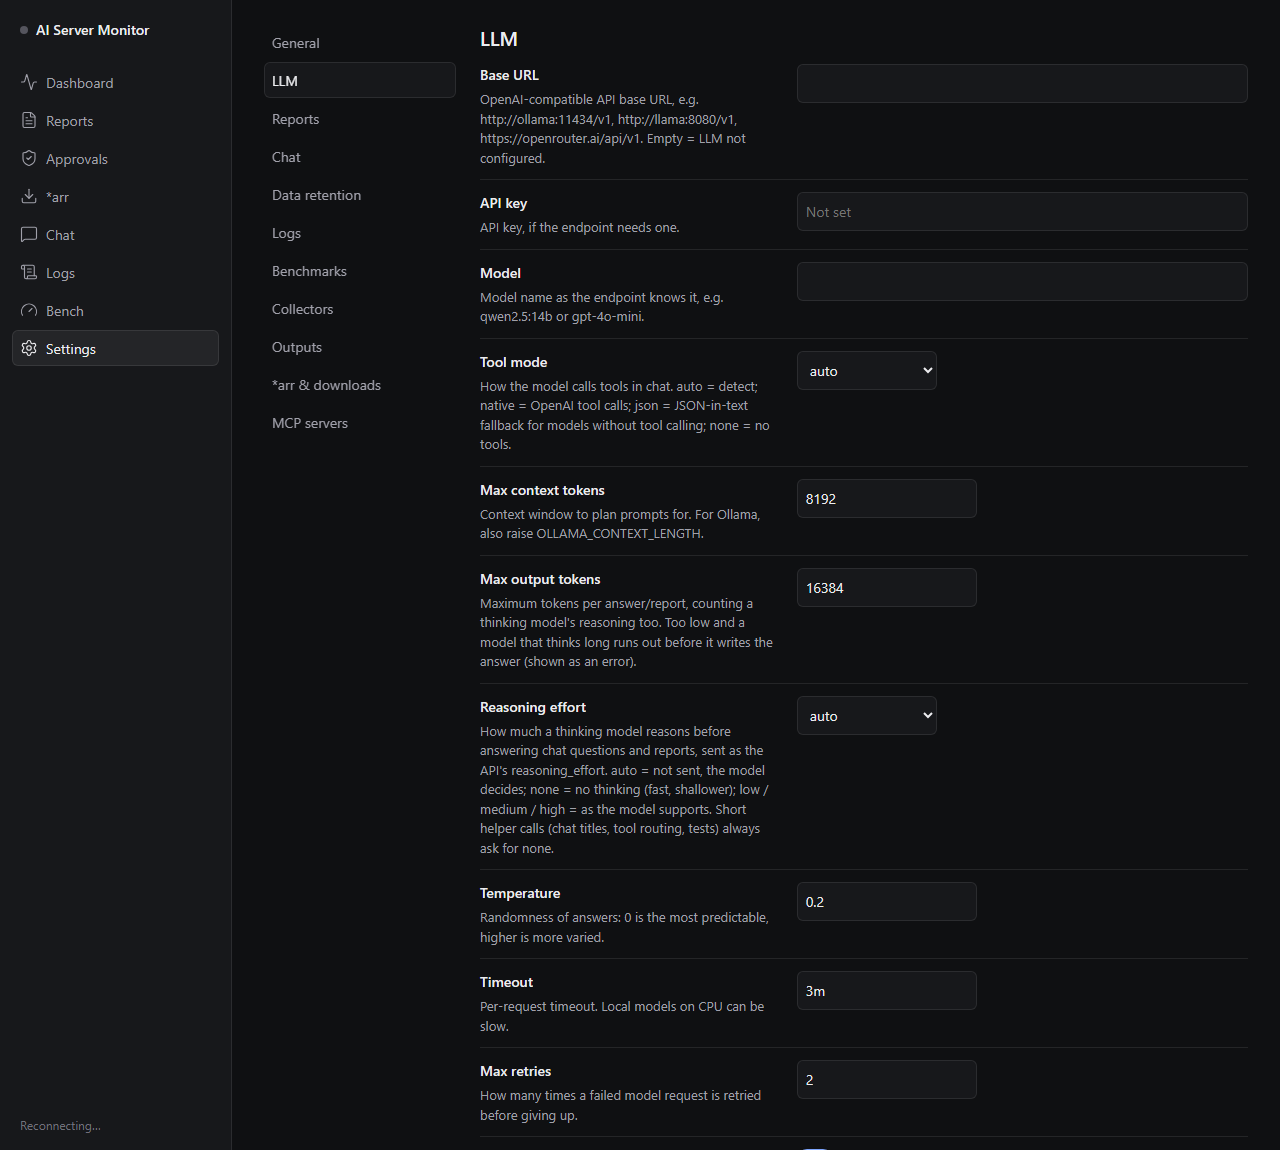 AI Server Monitor
Dashboard
Reports
Approvals
*arr
Chat
Logs
Bench
Settings
Reconnecting...
General
LLM
Reports
Chat
Data retention
Logs
Benchmarks
Collectors
Outputs
*arr & downloads
MCP servers
LLM
Base URL
OpenAI-compatible API base URL, e.g.
http://ollama:11434/v1, http://llama:8080/v1,
https://openrouter.ai/api/v1. Empty = LLM not
configured.
API key
API key, if the endpoint needs one.
Not set
Model
Model name as the endpoint knows it, e.g.
qwen2.5:14b or gpt-4o-mini.
Tool mode
How the model calls tools in chat. auto = detect;
native = OpenAI tool calls; json = JSON-in-text
fallback for models without tool calling; none = no
tools.
auto
Max context tokens
Context window to plan prompts for. For Ollama,
also raise OLLAMA_CONTEXT_LENGTH.
8192
Max output tokens
Maximum tokens per answer/report, counting a
thinking model's reasoning too. Too low and a
model that thinks long runs out before it writes the
answer (shown as an error).
16384
Reasoning effort
How much a thinking model reasons before
answering chat questions and reports, sent as the
API's reasoning_effort. auto = not sent, the model
decides; none = no thinking (fast, shallower); low /
medium / high = as the model supports. Short
helper calls (chat titles, tool routing, tests) always
ask for none.
auto
Temperature
Randomness of answers: 0 is the most predictable,
higher is more varied.
0.2
Timeout
Per-request timeout. Local models on CPU can be
slow.
3m
Max retries
How many times a failed model request is retried
before giving up.
2